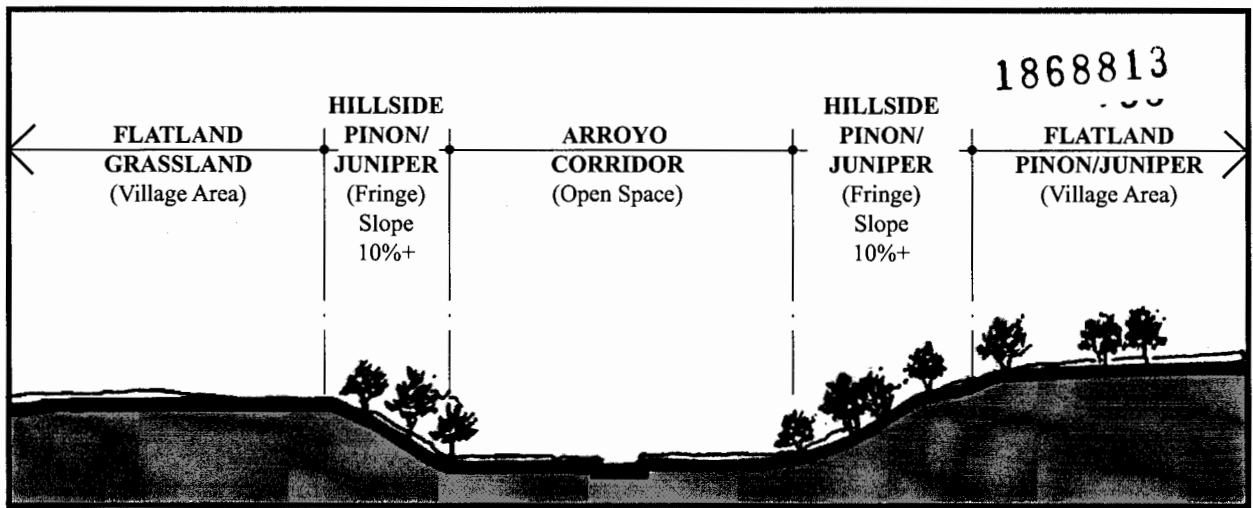 1868813
FLATLAND
GRASSLAND
(Village Area)
HILLSIDE
PINON/
JUNIPER
(Fringe)
Slope
10%+
ARROYO
CORRIDOR
(Open Space)
HILLSIDE
PINON/
JUNIPER
(Fringe)
Slope
10%+
FLATLAND
PINON/JUNIPER
(Village Area)